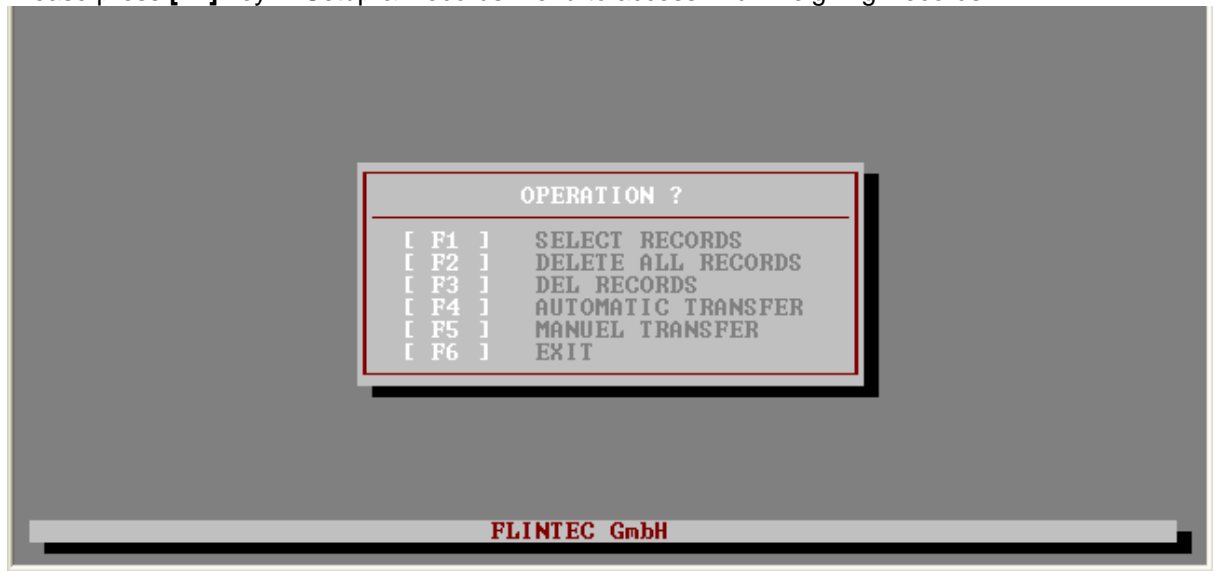 OPERATION ?
[ F1 ] SELECT RECORDS
[ F2 ] DELETE ALL RECORDS
[ F3 ] DEL RECORDS
[ F4 ] AUTOMATIC TRANSFER
[ F5 ] MANUEL TRANSFER
[ F6 ] EXIT
FLINTEC GmbH